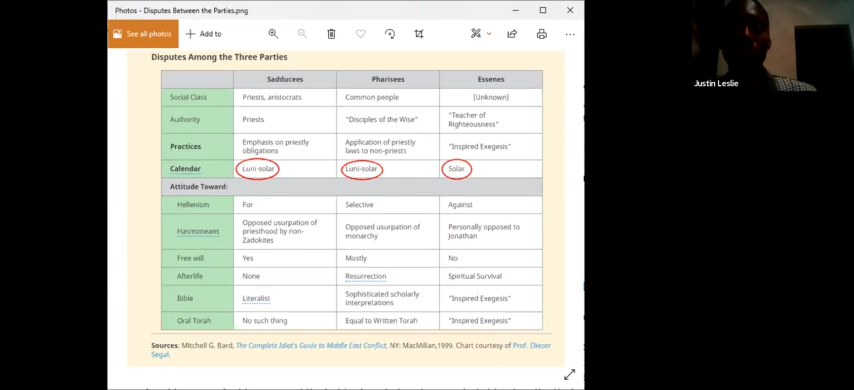 Photos - Disputes Between the Parties.png
See all photos
Add to
Disputes Among the Three Parties
Sadducees Pharisees Essenes
Social Class Priests, aristocrats Common people [Unknown]
Authority Priests "Disciples of the Wise" "Teacher of
Righteousness"
Practices Emphasis on priestly
obligations Application of priestly
laws to non-priests "Inspired Exegesis"
Calendar Luni-solar Luni-solar Solar
Attitude Toward:
Hellenism For Selective Against
Hasmoneans Opposed usurpation of
priesthood by non-
Zadokites Opposed usurpation of
monarchy Personally opposed to
Jonathan
Free will Yes Mostly No
Afterlife None Resurrection Spiritual Survival
Bible Literalist Sophisticated scholarly
interpretations "Inspired Exegesis"
Oral Torah No such thing Equal to Written Torah "Inspired Exegesis"
Sources: Mitchell G. Bard, The Complete Idiot's Guide to Middle East Conflict, NY: MacMillan,1999. Chart courtesy of Prof. Eliezer
Segal.
Justin Leslie